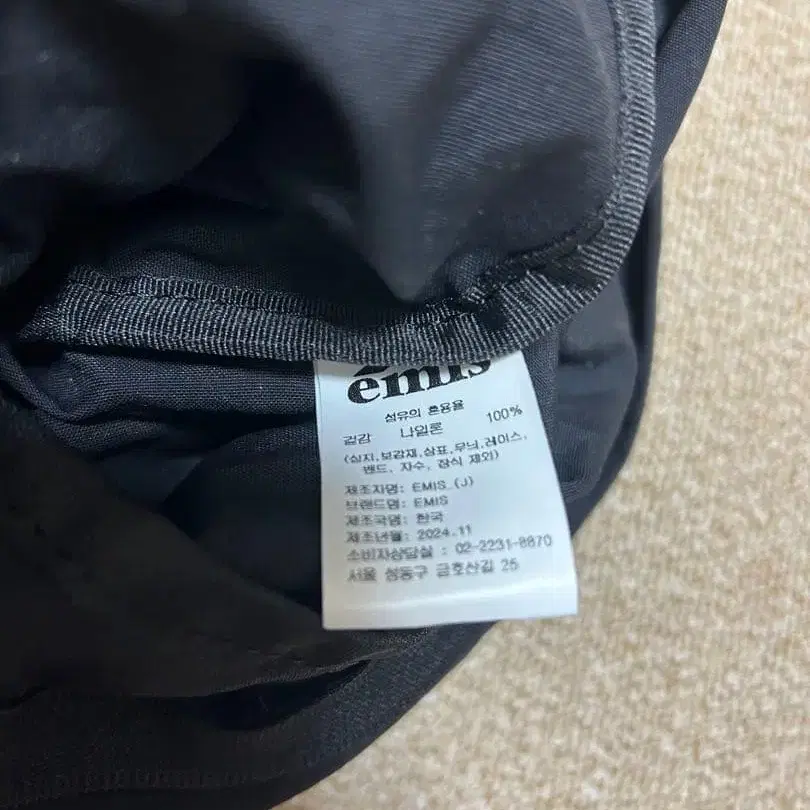 emis
섬유의 혼용율
겉감 나일론 100%
(심지,보강재,상표,무늬,레이스,
밴드, 자수, 장식 제외)
제조자명: EMIS (J)
브랜드명: EMIS
제조국명: 한국
제조년월: 2024.11
소비자상담실 : 02-2231-8870
서울 성동구 금호산길 25